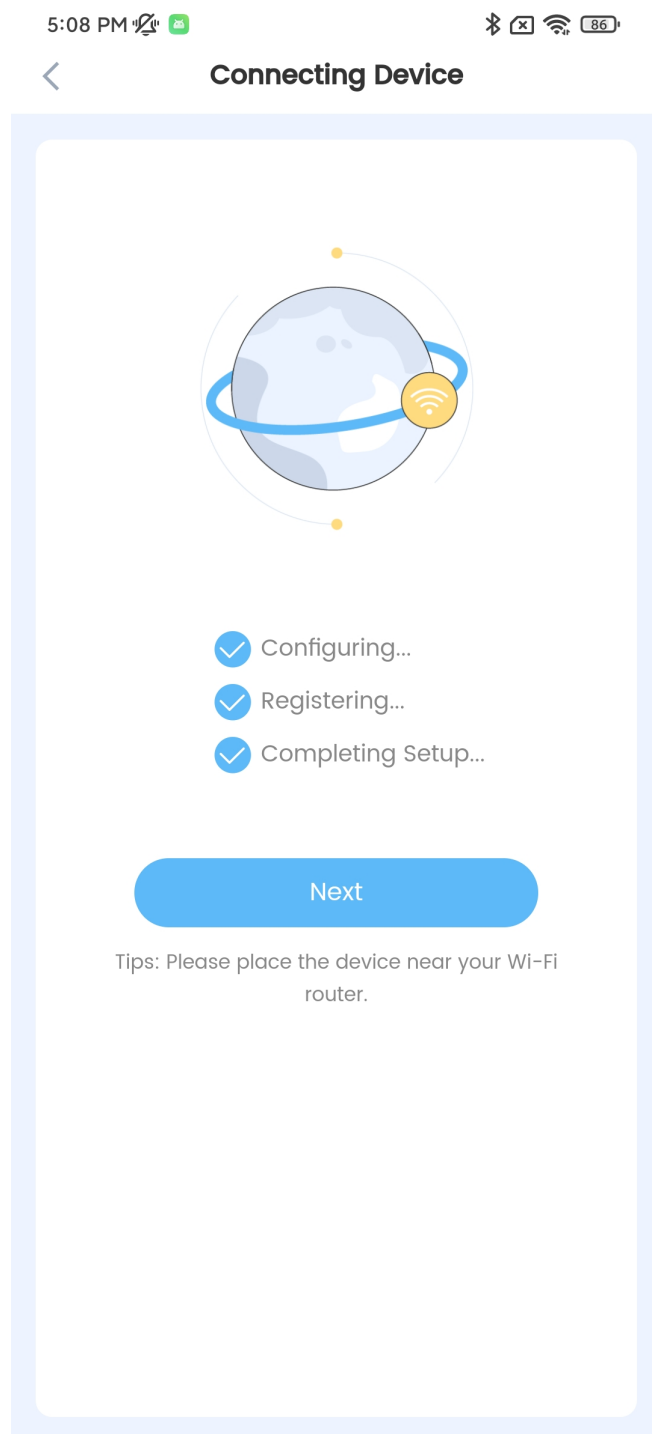 5:08 PM
86
Connecting Device
Configuring...
Registering...
Completing Setup...
Next
Tips: Please place the device near your Wi-Fi
router.